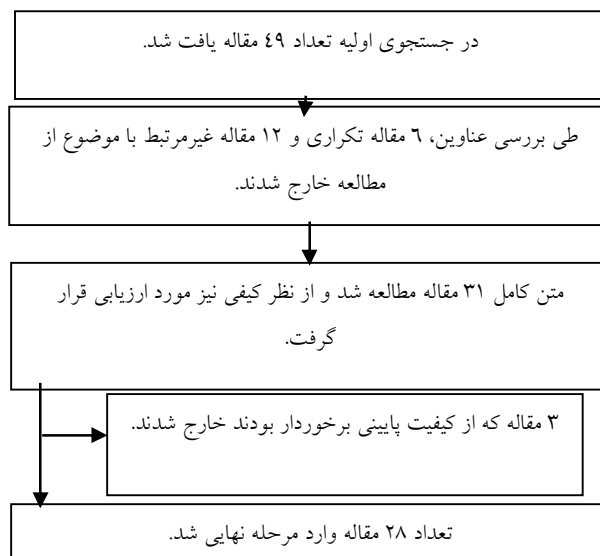 در جستجوی اولیه تعداد ٤٩ مقاله یافت شد.
طی بررسی عناوین، ٦ مقاله تکراری و ١٢ مقاله غیرمرتبط با موضوع از
مطالعه خارج شدند.
متن کامل ٣١ مقاله مطالعه شد و از نظر کیفی نیز مورد ارزیابی قرار
گرفت.
٣ مقاله که از کیفیت پایینی برخوردار بودند خارج شدند.
تعداد ٢٨ مقاله وارد مرحله نهایی شد.